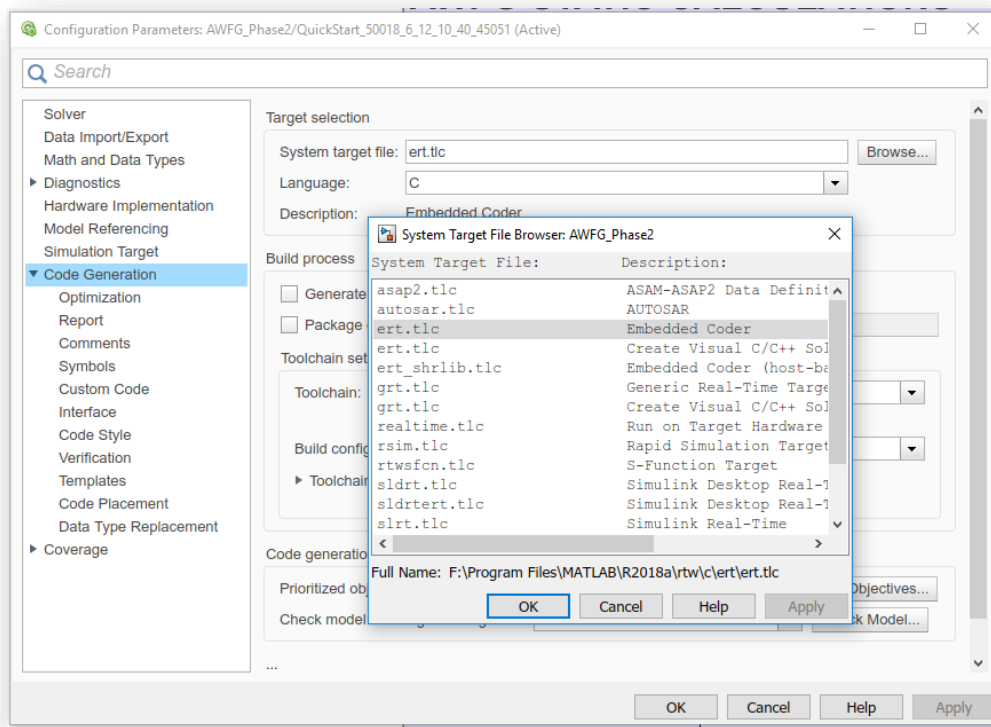 Configuration Parameters: AWFG_Phase2/QuickStart_50018_6_12_10_40_45051 (Active)
Search
Solver
Data Import/Export
Math and Data Types
Diagnostics
Hardware Implementation
Model Referencing
Simulation Target
Code Generation
Optimization
Report
Comments
Symbols
Custom Code
Interface
Code Style
Verification
Templates
Code Placement
Data Type Replacement
Coverage
Target selection
System target file: ert.tlc Browse...
Language: C
Description: Embedded Coder
Build process
Generate
Package
Toolchain set
Toolchain:
Build config
Toolchain
Code generatio
Prioritized obj Objectives...
Check model Model...
...
System Target File Browser: AWFG_Phase2
System Target File: Description:
asap2.tlc ASAM-ASAP2 Data Definit
autosar.tlc AUTOSAR
ert.tlc Embedded Coder
ert.tlc Create Visual C/C++ Sol
ert_shrlib.tlc Embedded Coder (host-ba
grt.tlc Generic Real-Time Targe
grt.tlc Create Visual C/C++ Sol
realtime.tlc Run on Target Hardware
rsim.tlc Rapid Simulation Target
rtwsfcn.tlc S-Function Target
sldrt.tlc Simulink Desktop Real-T
sldrtert.tlc Simulink Desktop Real-T
slrt.tlc Simulink Real-Time
Full Name: F:\Program Files\MATLAB\R2018a\rtw\c\ert\ert.tlc
OK Cancel Help Apply
OK Cancel Help Apply